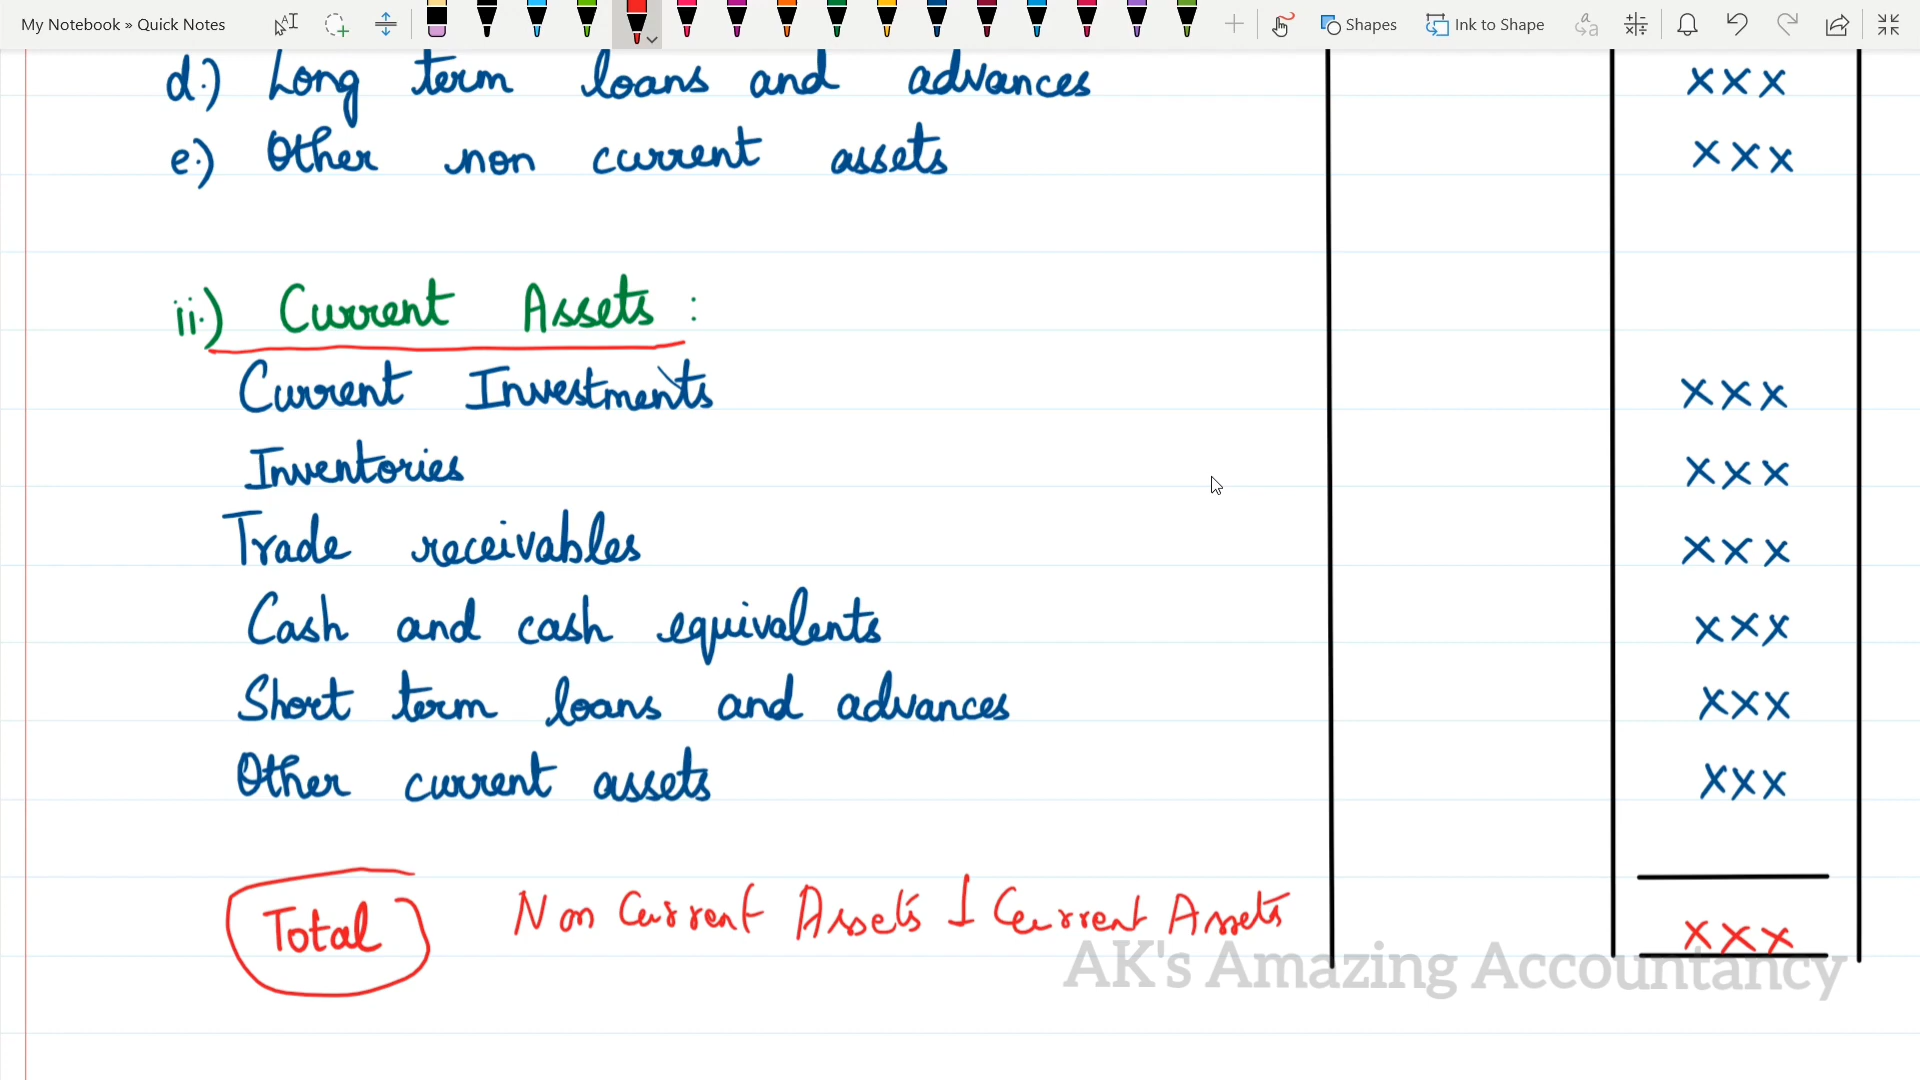 My Notebook » Quick Notes Shapes Ink to Shape
d.) Long term loans and advances xxx
e.) Other non current assets xxx
ii.) Current Assets :
Current Investments xxx
Inventories xxx
Trade receivables xxx
Cash and cash equivalents xxx
Short term loans and advances xxx
Other current assets xxx
Total Non Current Assets + Current Assets xxx
AK's Amazing Accountancy